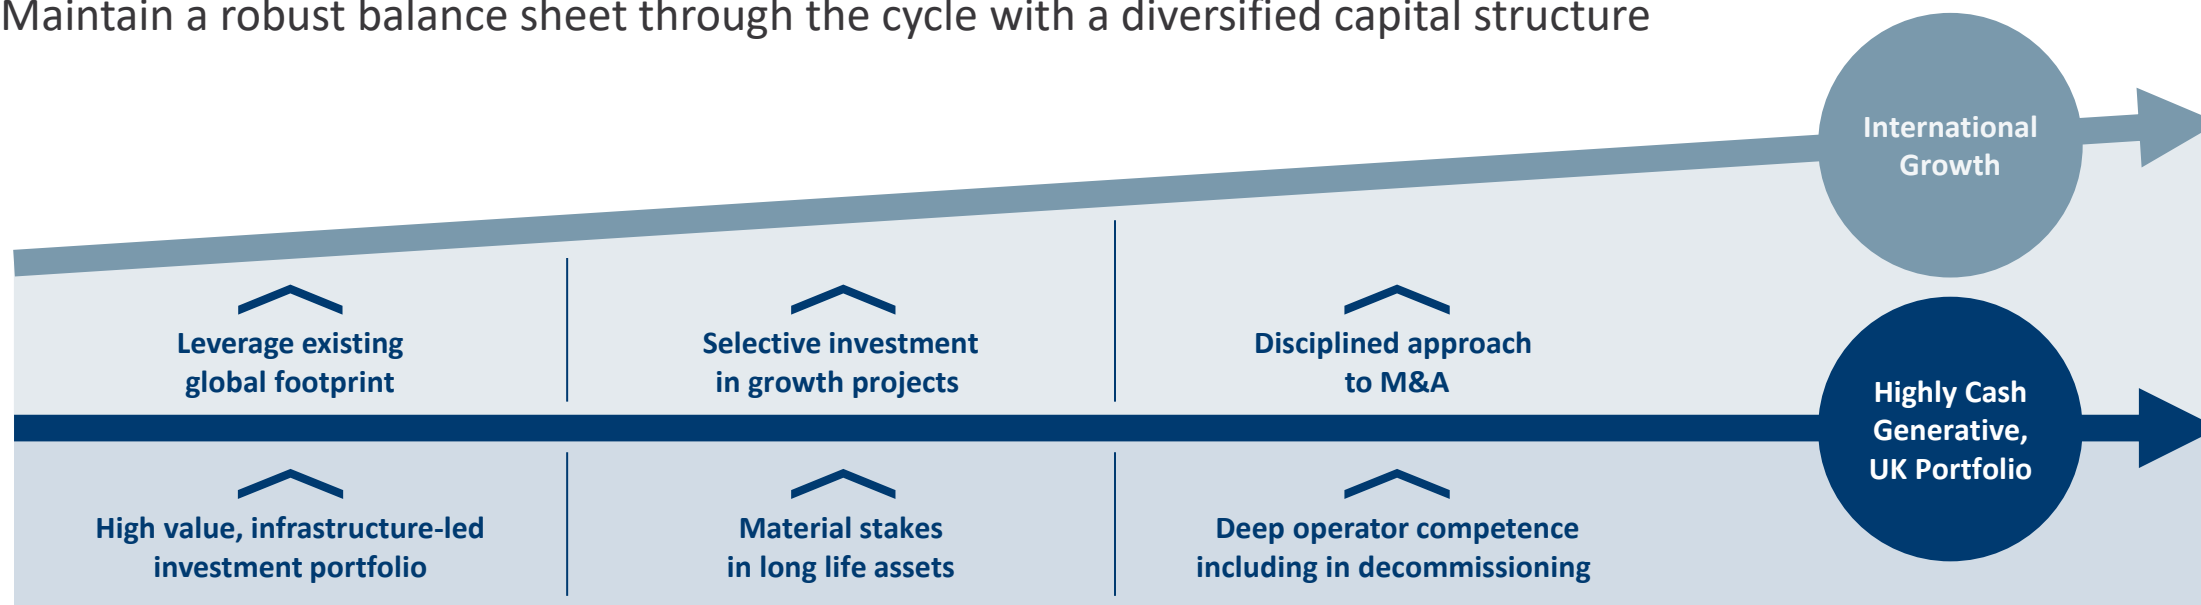 Maintain a robust balance sheet through the cycle with a diversified capital structure
International
Growth
Leverage existing
global footprint
Selective investment
in growth projects
Disciplined approach
to M&A
Highly Cash
Generative,
UK Portfolio
High value, infrastructure-led
investment portfolio
Material stakes
in long life assets
Deep operator competence
including in decommissioning